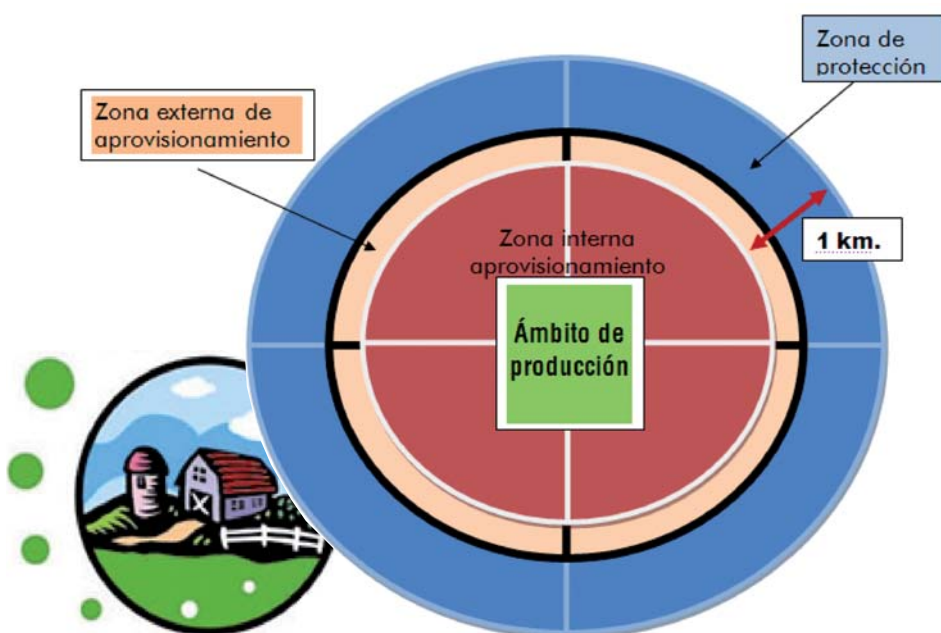 Zona de
protección
Zona externa de
aprovisionamiento
1 km.
Zona interna
aprovisionamiento
Ámbito de
producción